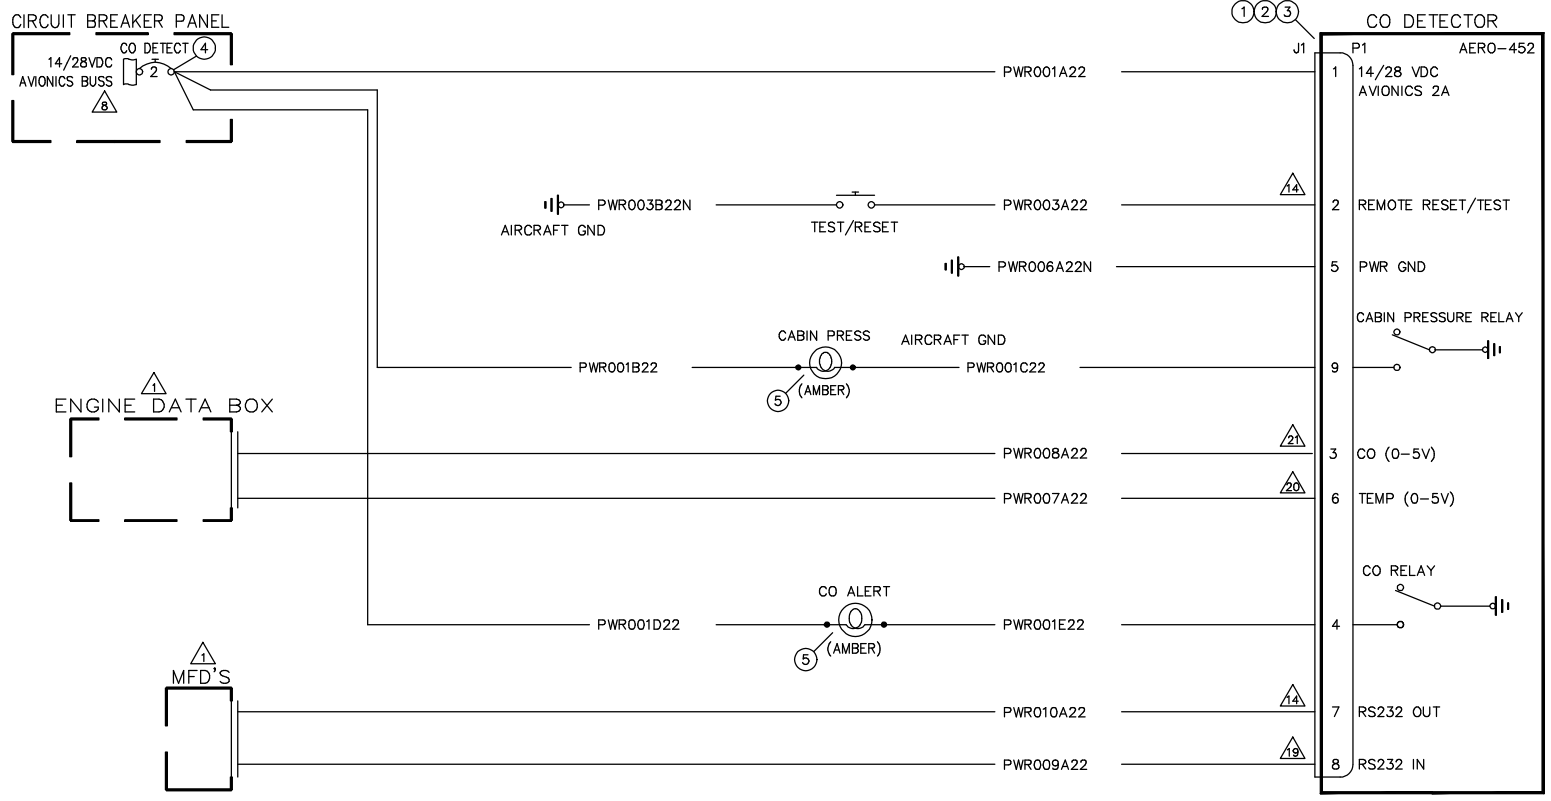 CIRCUIT BREAKER PANEL
1 2 3
CO DETECTOR
CO DETECT 4
14/28VDC
AVIONICS BUSS
2
8
J1 P1 AERO-452
PWR001A22
1 14/28 VDC
AVIONICS 2A
14
PWR003B22N
PWR003A22
2 REMOTE RESET/TEST
AIRCRAFT GND
TEST/RESET
PWR006A22N
5 PWR GND
CABIN PRESSURE RELAY
CABIN PRESS
AIRCRAFT GND
PWR001B22
PWR001C22
9
5 (AMBER)
1
ENGINE DATA BOX
21
PWR008A22
3 CO (0-5V)
20
PWR007A22
6 TEMP (0-5V)
CO RELAY
CO ALERT
PWR001D22
PWR001E22
4
5 (AMBER)
1
MFD'S
14
PWR010A22
7 RS232 OUT
19
PWR009A22
8 RS232 IN